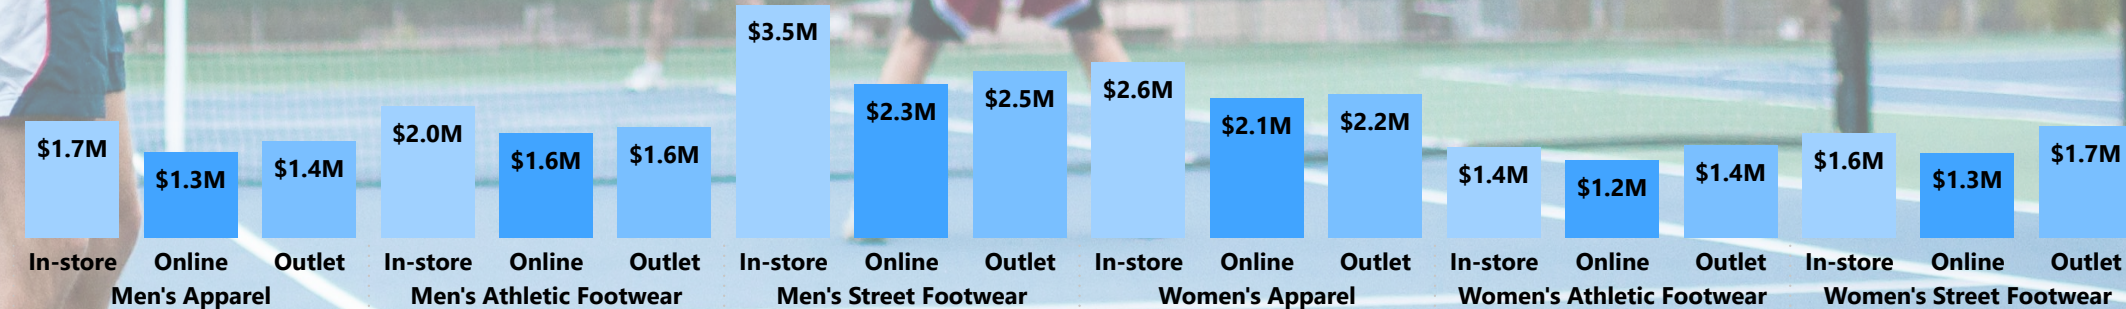 $1.7M $1.3M $1.4M $2.0M $1.6M $1.6M $3.5M $2.3M $2.5M $2.6M $2.1M $2.2M $1.4M $1.2M $1.4M $1.6M $1.3M $1.7M
In-store Online Outlet In-store Online Outlet In-store Online Outlet In-store Online Outlet In-store Online Outlet In-store Online Outlet
Men's Apparel Men's Athletic Footwear Men's Street Footwear Women's Apparel Women's Athletic Footwear Women's Street Footwear